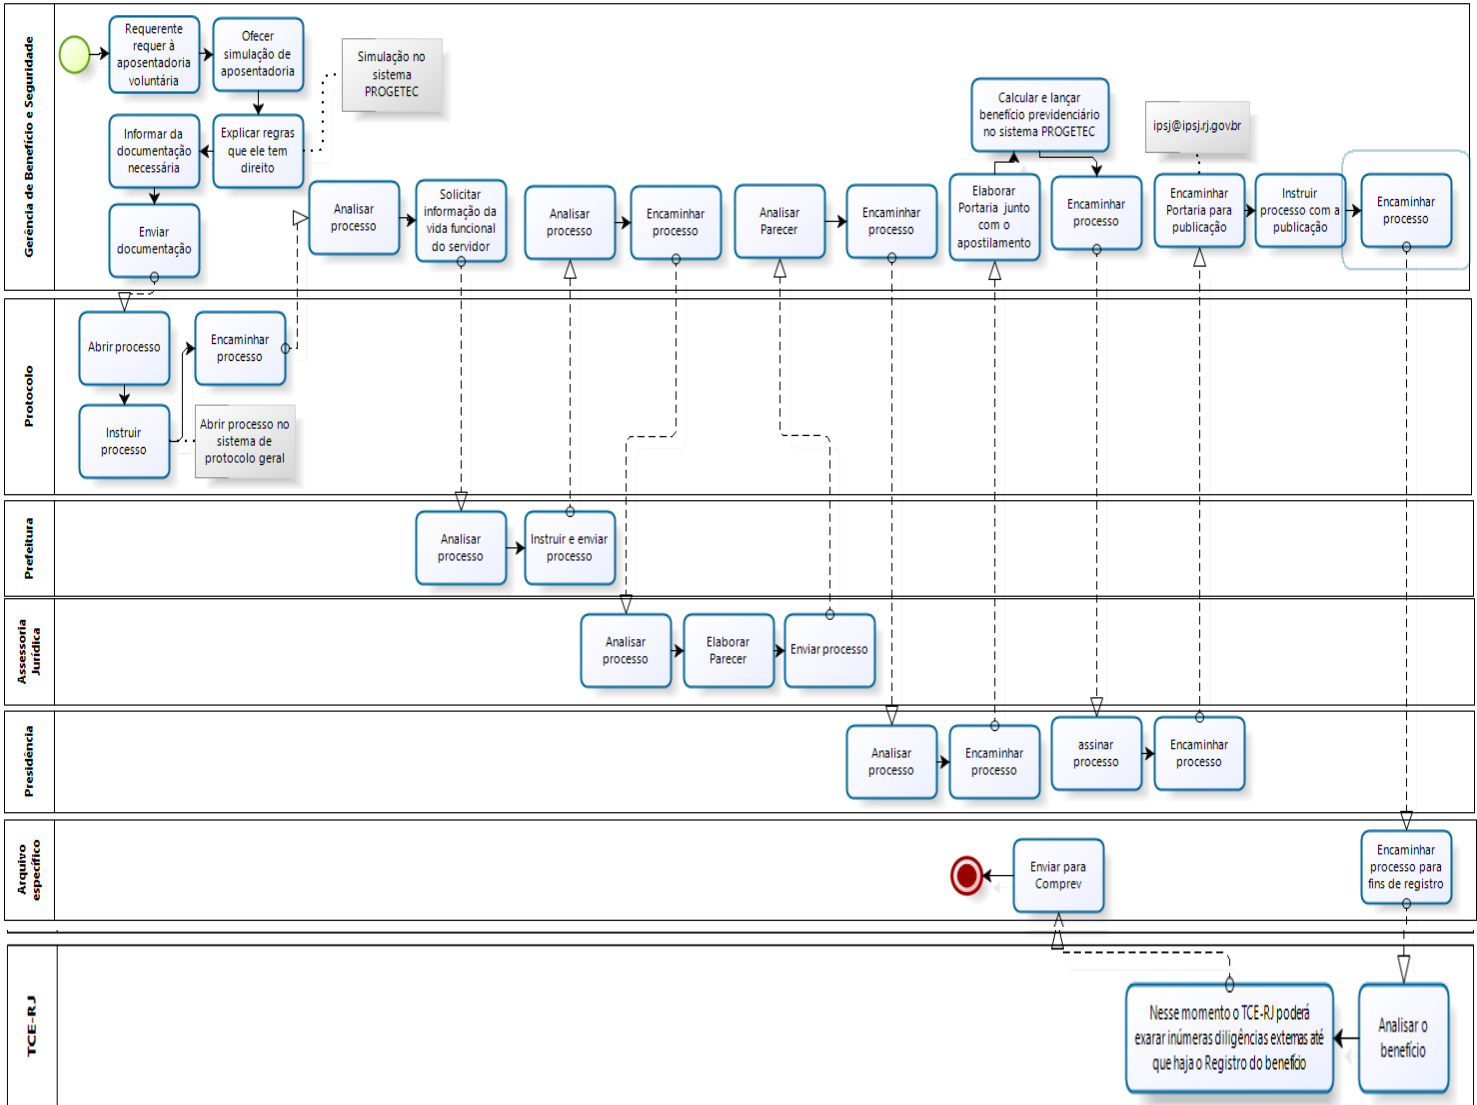 Gerência de Benefício e Seguridade
Requerente
requer à
aposentadoria
voluntária
Ofecer
simulação de
aposentadoria
Simulação no
sistema
PROGETEC
Informar da
documentação
necessária
Explicar regras
que ele tem
direito
Enviar
documentação
Analisar
processo
Solicitar
informação da
vida funcional
do servidor
Analisar
processo
Encaminhar
processo
Analisar
Parecer
Encaminhar
processo
Calcular e lançar
benefício previdenciário
no sistema PROGETEC
Elaborar
Portaria junto
com o
apostilamento
Encaminhar
processo
ipsj@ipsj.rj.gov.br
Encaminhar
Portaria para
publicação
Instruir
processo com a
publicação
Encaminhar
processo
Protocolo
Abrir processo
Encaminhar
processo
Instruir
processo
Abrir processo no
sistema de
protocolo geral
Prefeitura
Analisar
processo
Instruir e enviar
processo
Assessoria
Jurídica
Analisar
processo
Elaborar
Parecer
Enviar processo
Presidência
Analisar
processo
Encaminhar
processo
assinar
processo
Encaminhar
processo
Arquivo
específico
Enviar para
Comprev
Encaminhar
processo para
fins de registro
TCE-RJ
Nesse momento o TCE-RJ poderá
exarar inúmeras diligências externas até
que haja o Registro do benefício
Analisar o
benefício